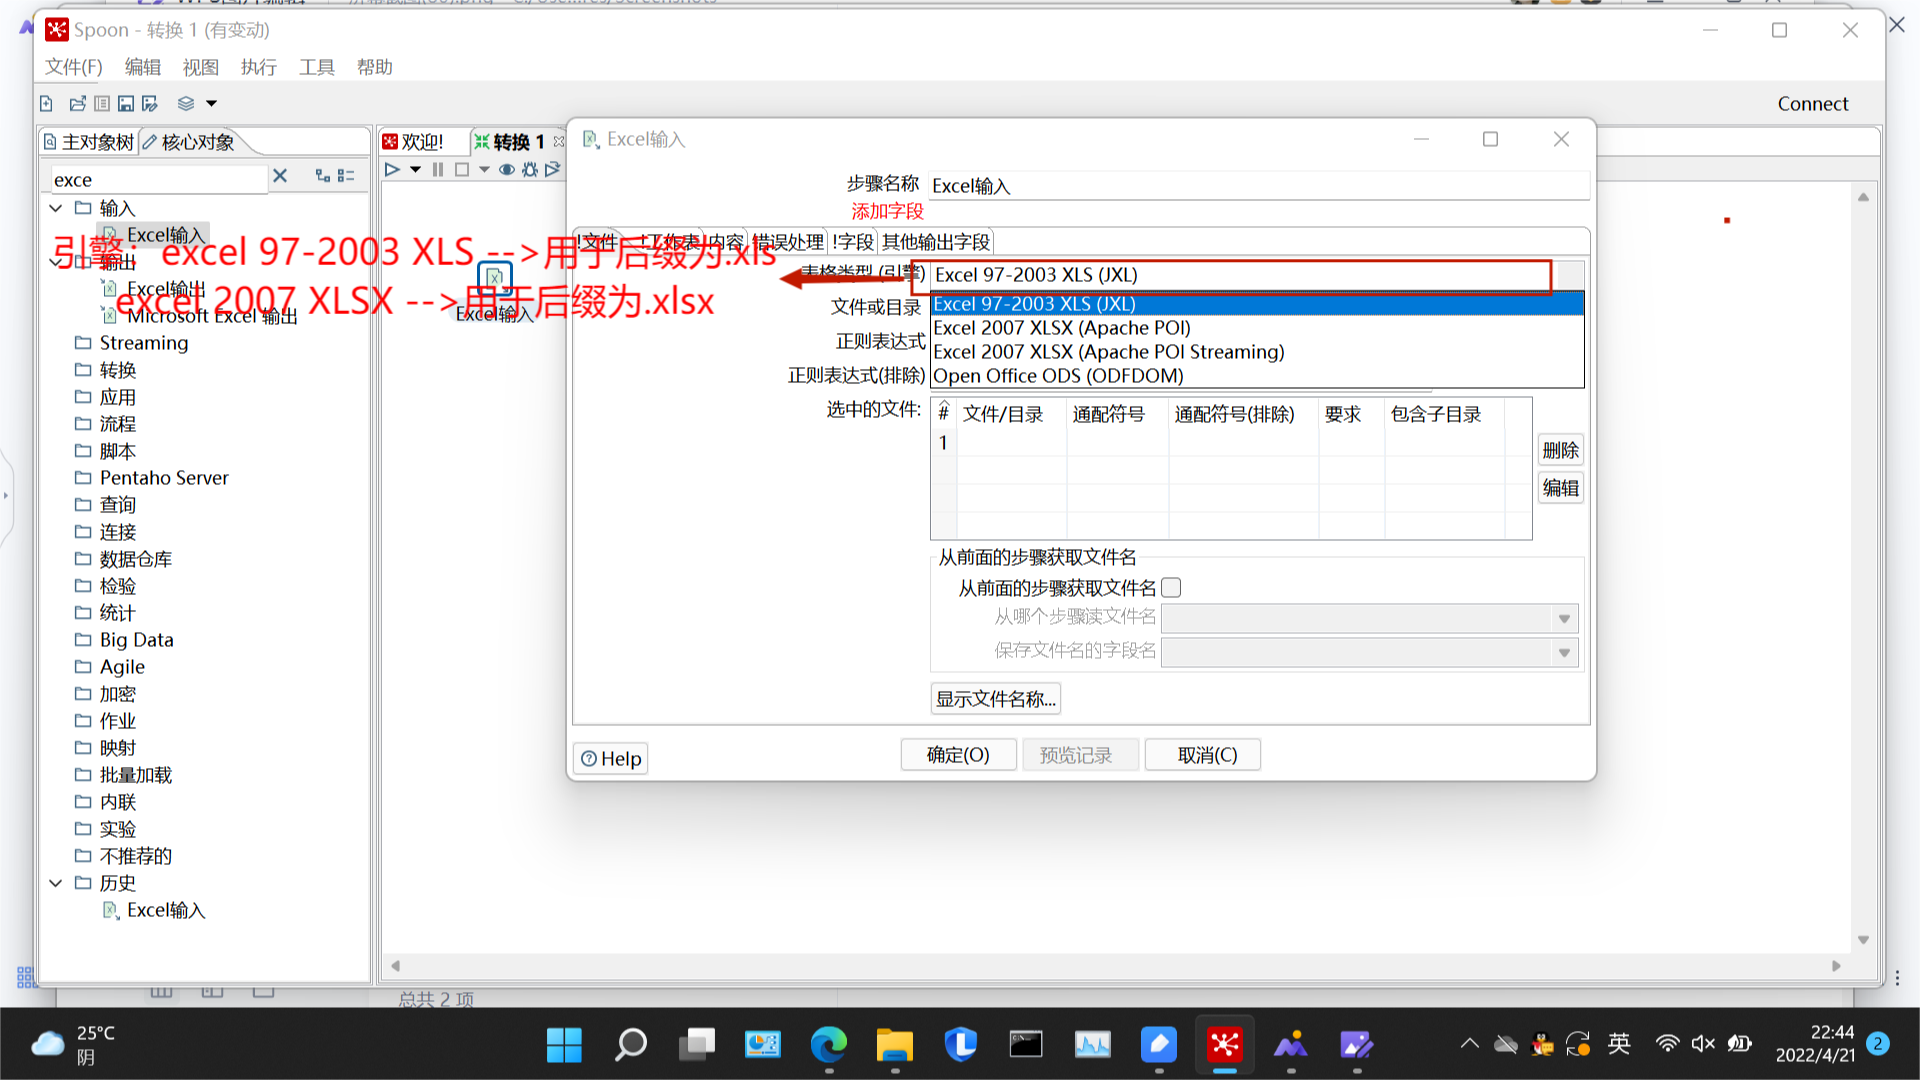 Spoon - 转换 1 (有变动)
文件(F) 编辑 视图 执行 工具 帮助
Connect
主对象树 核心对象
欢迎! 转换 1
exce
输入
Excel输入
输出
Excel输出
Microsoft Excel 输出
Streaming
转换
应用
流程
脚本
Pentaho Server
查询
连接
数据仓库
检验
统计
Big Data
Agile
加密
作业
映射
批量加载
内联
实验
不推荐的
历史
Excel输入
引擎： excel 97-2003 XLS -->用于后缀为.xls
excel 2007 XLSX -->用于后缀为.xlsx
Excel输入
Excel输入
步骤名称 Excel输入
添加字段
!文件 !工作表 内容 错误处理 !字段 其他输出字段
表格类型 (引擎) Excel 97-2003 XLS (JXL)
Excel 97-2003 XLS (JXL)
Excel 2007 XLSX (Apache POI)
Excel 2007 XLSX (Apache POI Streaming)
Open Office ODS (ODFDOM)
文件或目录
正则表达式
正则表达式(排除)
选中的文件:
# 文件/目录 通配符号 通配符号(排除) 要求 包含子目录
1
删除
编辑
从前面的步骤获取文件名
从前面的步骤获取文件名
从哪个步骤读文件名
保存文件名的字段名
显示文件名称...
Help
确定(O) 预览记录 取消(C)
总共 2 项
25°C
阴
英
22:44
2022/4/21
2